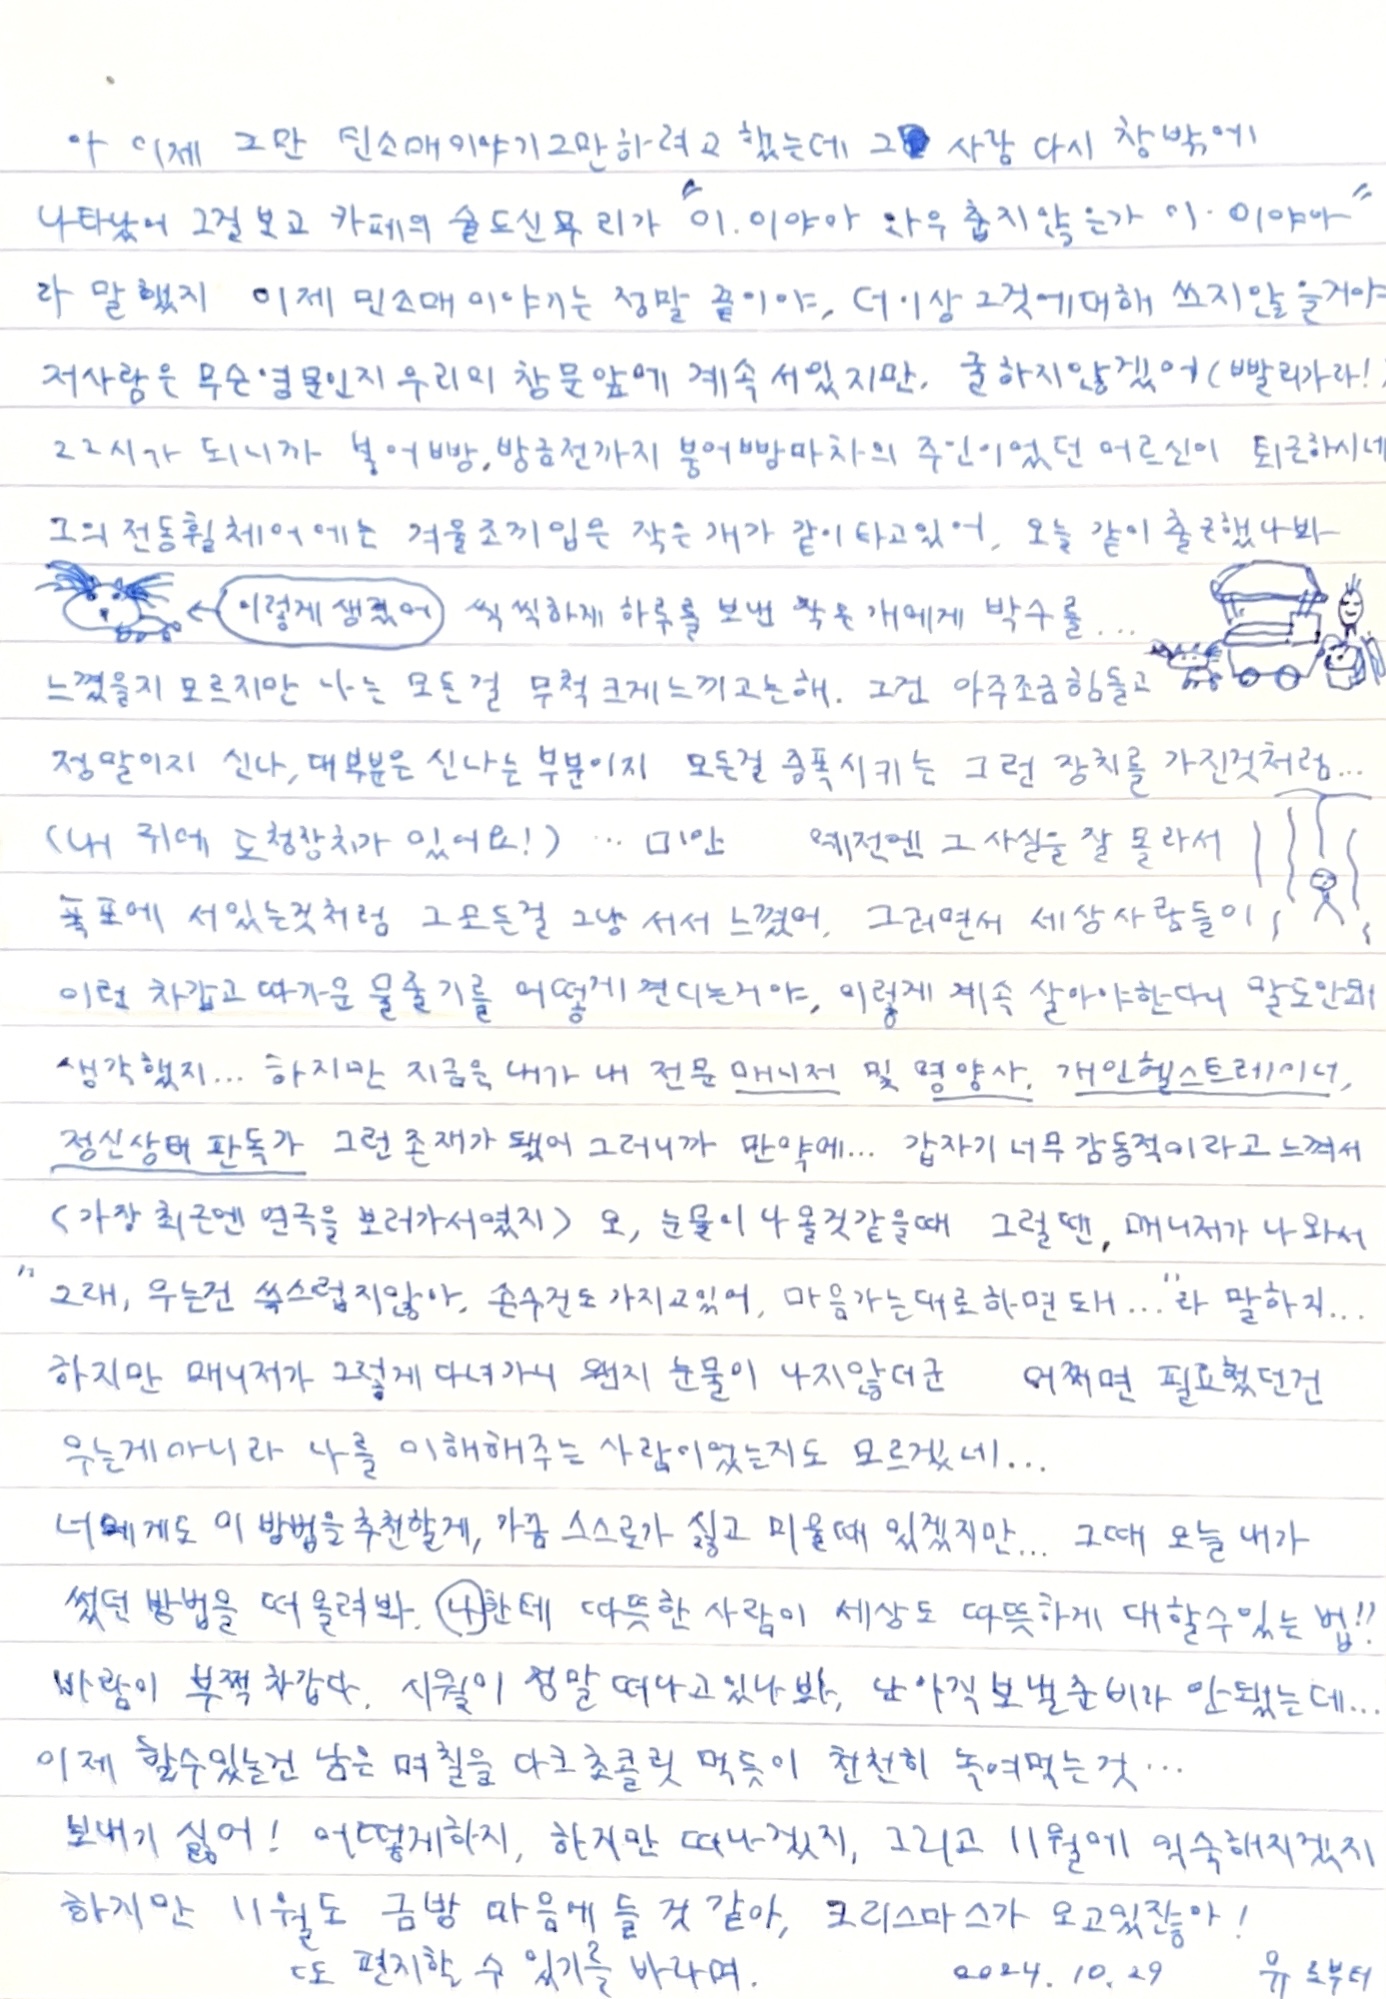 아 이제 그만 민소매이야기그만하려고 했는데 그 사람 다시 창밖에
나타났어 그걸보고 카페의 술도신무리가 "이.이야아 와우 춥지않은가 이.이야아"
라 말했지 이제 민소매이야기는 정말 끝이야, 더이상 그것에대해 쓰지않을거야
저사람은 무슨영문인지우리의 창문앞에 계속서있지만. 굴하지않겠어(빨리가라!)
22시가 되니까 붕어빵, 방금전까지 붕어빵마차의 주인이었던 어르신이 퇴근하시네
그의전동휠체어에는 겨울조끼입은 작은개가 같이타고있어, 오늘 같이출근했나봐
이렇게생겼어 씩씩하게 하루를 보낸 작은개에게 박수를...
느꼈을지 모르지만 나는 모든걸 무척크게느끼고는해. 그건 아주조금힘들고
정말이지 신나, 대부분은 신나는 부분이지 모든걸 증폭시키는 그런 장치를 가진것처럼...
(내 귀에 도청장치가 있어요!) ... 미안 예전엔 그 사실을 잘 몰라서
폭포에 서있는것처럼 그모든걸 그냥 서서 느꼈어, 그러면서 세상사람들이
이런 차갑고 따가운 물줄기를 어떻게견디는거야, 이렇게 계속 살아야한다니 말도안돼
생각했지... 하지만 지금은 내가 내 전문 매니저 및 영양사, 개인헬스트레이너,
정신상태 판독가 그런존재가 됐어 그러니까 만약에... 갑자기너무감동적이라고느껴서
<가장 최근엔 연극을 보러가서였지> 오, 눈물이 나올것같을때 그럴땐, 매니저가 나와서
"그래, 우는건 쑥스럽지않아, 손수건도가지고있어, 마음가는대로하면돼..."라 말하지...
하지만 매니저가 그렇게다녀가니 왠지 눈물이 나지않더군 어쩌면 필요했던건
우는게아니라 나를 이해해주는 사람이었는지도 모르겠네...
너에게도 이 방법을추천할게, 가끔 스스로가 싫고 미울때 있겠지만... 그때 오늘 내가
썼던 방법을 떠올려봐. 나한테 따뜻한사람이 세상도 따뜻하게 대할수있는 법!!
바람이 부쩍 차갑다. 시월이 정말 떠나고있나봐, 난아직보낼준비가 안됐는데...
이제 할수있는건 남은 며칠을 다크초콜릿 먹듯이 천천히 녹여먹는것...
보내기 싫어! 어떻게하지, 하지만 떠나겠지, 그리고 11월에 익숙해지겠지
하지만 11월도 금방 마음에 들 것 같아, 크리스마스가 오고있잖아!
또 편지할 수 있기를 바라며. 2024. 10. 29 유로부터